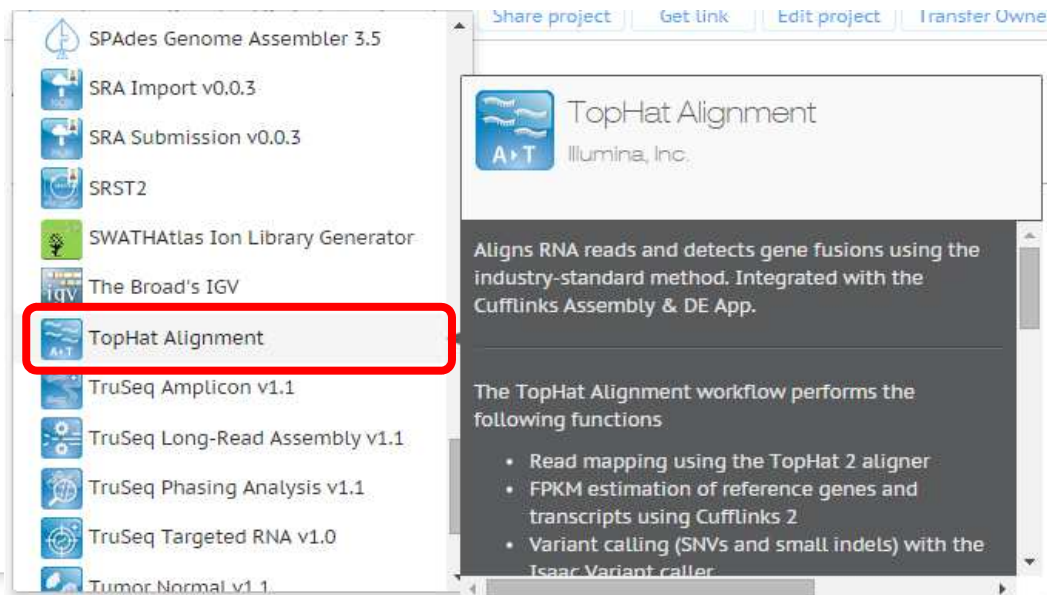 Share project
Get link
Edit project
Transfer Owne
SPAdes Genome Assembler 3.5
SRA Import v0.0.3
SRA Submission v0.0.3
SRST2
SWATHAtlas Ion Library Generator
igv
The Broad's IGV
A▸T
TopHat Alignment
TruSeq Amplicon v1.1
TruSeq Long-Read Assembly v1.1
TruSeq Phasing Analysis v1.1
TruSeq Targeted RNA v1.0
Tumor Normal v1.1
A▸T
TopHat Alignment
Illumina, Inc.
Aligns RNA reads and detects gene fusions using the
industry-standard method. Integrated with the
Cufflinks Assembly & DE App.
The TopHat Alignment workflow performs the
following functions
• Read mapping using the TopHat 2 aligner
• FPKM estimation of reference genes and
transcripts using Cufflinks 2
• Variant calling (SNVs and small indels) with the
Isaac Variant caller